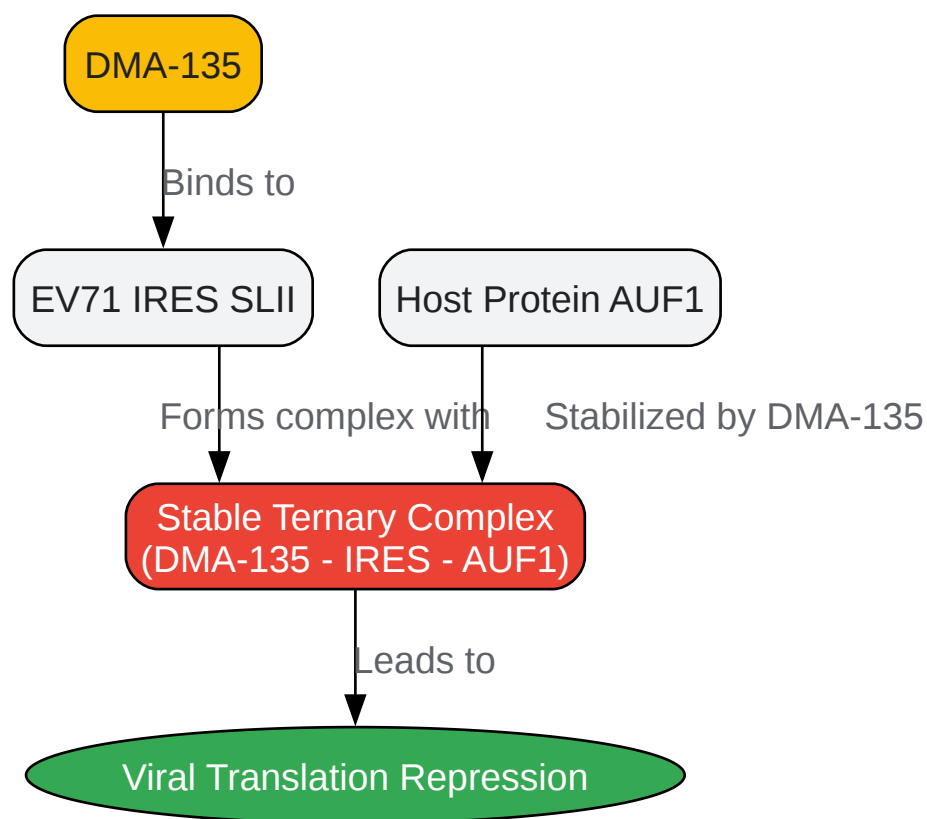 DMA-135
Binds to
EV71 IRES SLII
Host Protein AUF1
Forms complex with
Stabilized by DMA-135
Stable Ternary Complex
(DMA-135 - IRES - AUF1)
Leads to
Viral Translation Repression